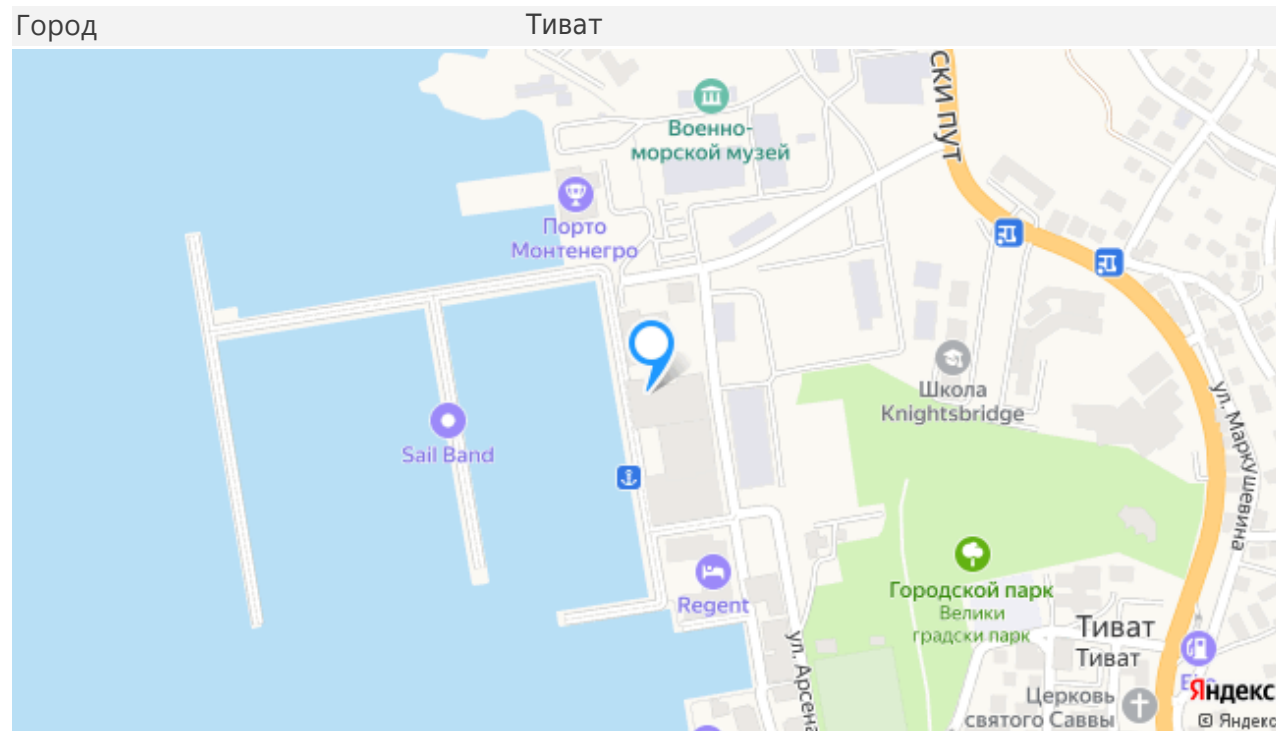 Город
Тиват
ски пут
Военно-
морской музей
Порто
Монтенегро
Школа
Knightsbridge
ул. Маркушевина
Sail Band
Городской парк
Велики
градски парк
Regent
Тиват
Тиват
ул. Арсена
Церковь
святого Саввы
Яндекс
© Яндекс